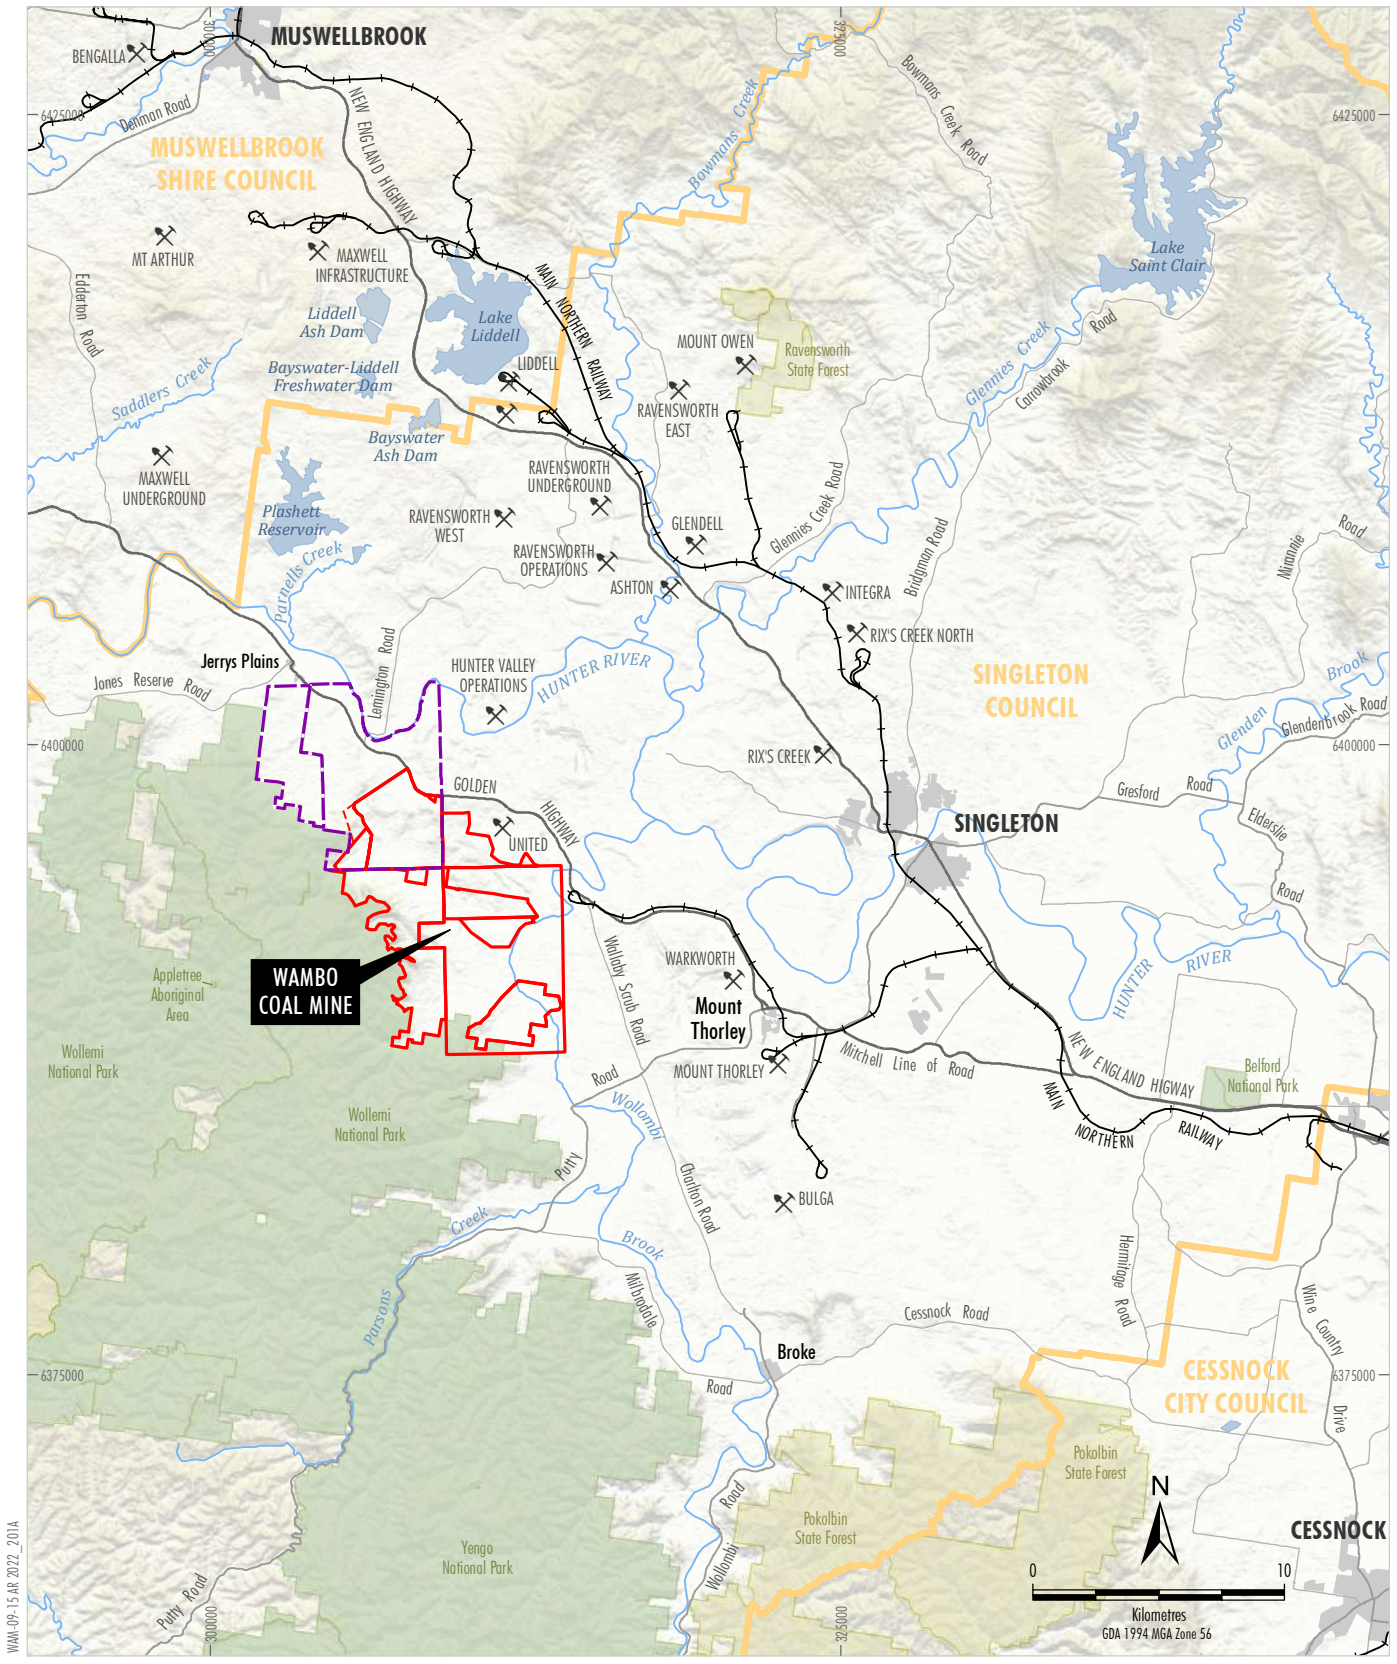 MUSWELLBROOK
BENGALLA
300000
325000
6425000
6425000
Denman Road
NEW ENGLAND HIGHWAY
Bowmans Creek
Bowmans Creek Road
MUSWELLBROOK
SHIRE COUNCIL
MT ARTHUR
MAXWELL
INFRASTRUCTURE
Lake
Saint Clair
Edderton Road
Liddell
Ash Dam
Lake
Liddell
MAIN NORTHERN RAILWAY
MOUNT OWEN
Ravensworth
State Forest
Glennies Creek
Carrowbrook Road
Saddlers Creek
Bayswater-Liddell
Freshwater Dam
LIDDELL
RAVENSWORTH
EAST
Bayswater
Ash Dam
MAXWELL
UNDERGROUND
RAVENSWORTH
UNDERGROUND
Plashett
Reservoir
RAVENSWORTH
WEST
GLENDELL
Glennies Creek Road
Bridgman Road
Mirannie Road
Parnells Creek
RAVENSWORTH
OPERATIONS
ASHTON
INTEGRA
RIX'S CREEK NORTH
Jerrys Plains
Jones Reserve Road
Lemington Road
HUNTER VALLEY
OPERATIONS
HUNTER RIVER
SINGLETON
COUNCIL
Glenden Brook
Glendenbrook Road
6400000
6400000
RIX'S CREEK
GOLDEN HIGHWAY
Gresford Road
Elderslie Road
UNITED
SINGLETON
WAMBO
COAL MINE
Appletree
Aboriginal
Area
Wallaby Scrub Road
WARKWORTH
Mount
Thorley
HUNTER RIVER
Wollemi
National Park
MOUNT THORLEY
Mitchell Line of Road
NEW ENGLAND HIGWAY
Belford
National Park
MAIN NORTHERN RAILWAY
Wollemi
National Park
Putty Road
Wollombi Brook
Charlton Road
BULGA
Parsons Creek
Milbrodale Road
Hermitage Road
Wine Country Drive
Cessnock Road
Broke
6375000
6375000
CESSNOCK
CITY COUNCIL
Pokolbin
State Forest
Pokolbin
State Forest
Yengo
National Park
Wollombi Road
Putty Road
CESSNOCK
N
0 10
Kilometres
GDA 1994 MGA Zone 56
300000
325000
WAM-09-15 AR 2022_201A